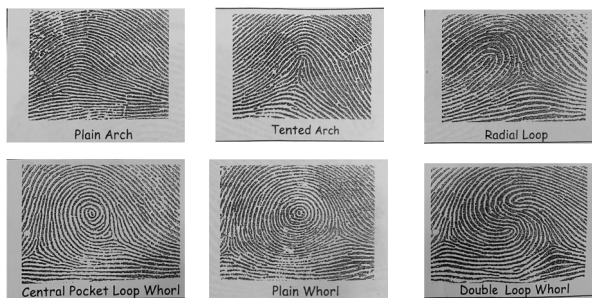 Plain Arch
Tented Arch
Radial Loop
Central Pocket Loop Whorl
Plain Whorl
Double Loop Whorl